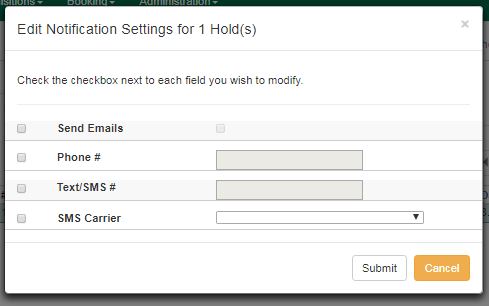 Booking
Administration
Edit Notification Settings for 1 Hold(s)
×
Check the checkbox next to each field you wish to modify.
Send Emails
Phone #
Text/SMS #
SMS Carrier
Submit
Cancel